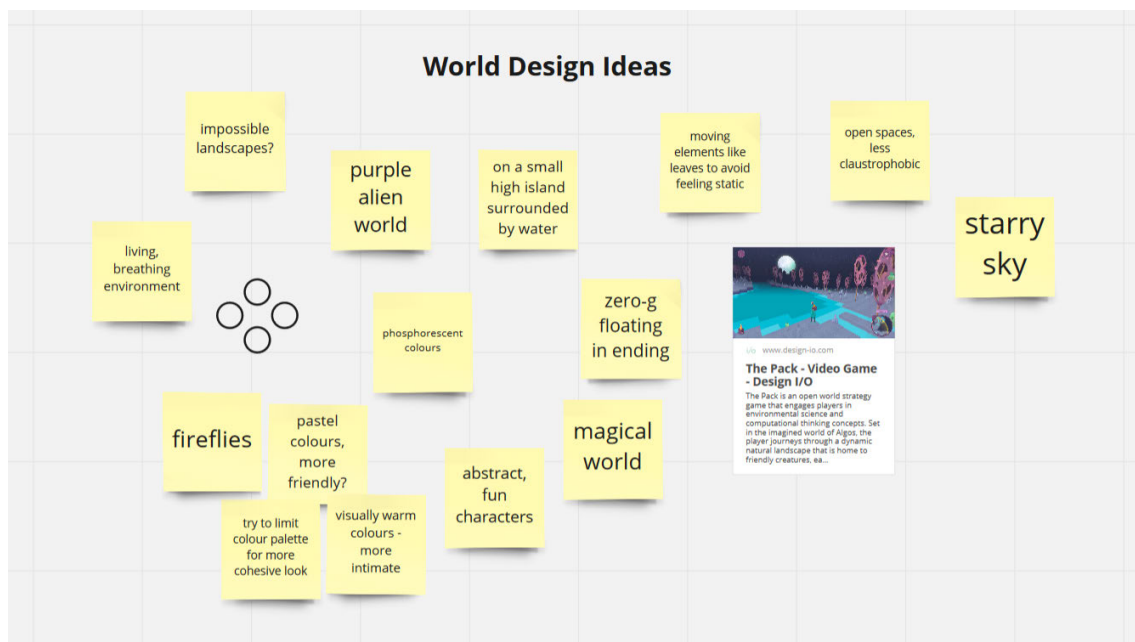 World Design Ideas
impossible
landscapes?
purple
alien
world
on a small
high island
surrounded
by water
moving
elements like
leaves to avoid
feeling static
open spaces,
less
claustrophobic
starry
sky
living,
breathing
environment
phosphorescent
colours
zero-g
floating
in ending
www.design-io.com
The Pack - Video Game
- Design I/O
The Pack is an open world strategy
game that engages players in
environmental science and
computational thinking concepts. Set
in the imagined world of Algos, the
player journeys through a dynamic
natural landscape that is home to
friendly creatures, ea...
fireflies
pastel
colours,
more
friendly?
magical
world
abstract,
fun
characters
try to limit
colour palette
for more
cohesive look
visually warm
colours -
more
intimate